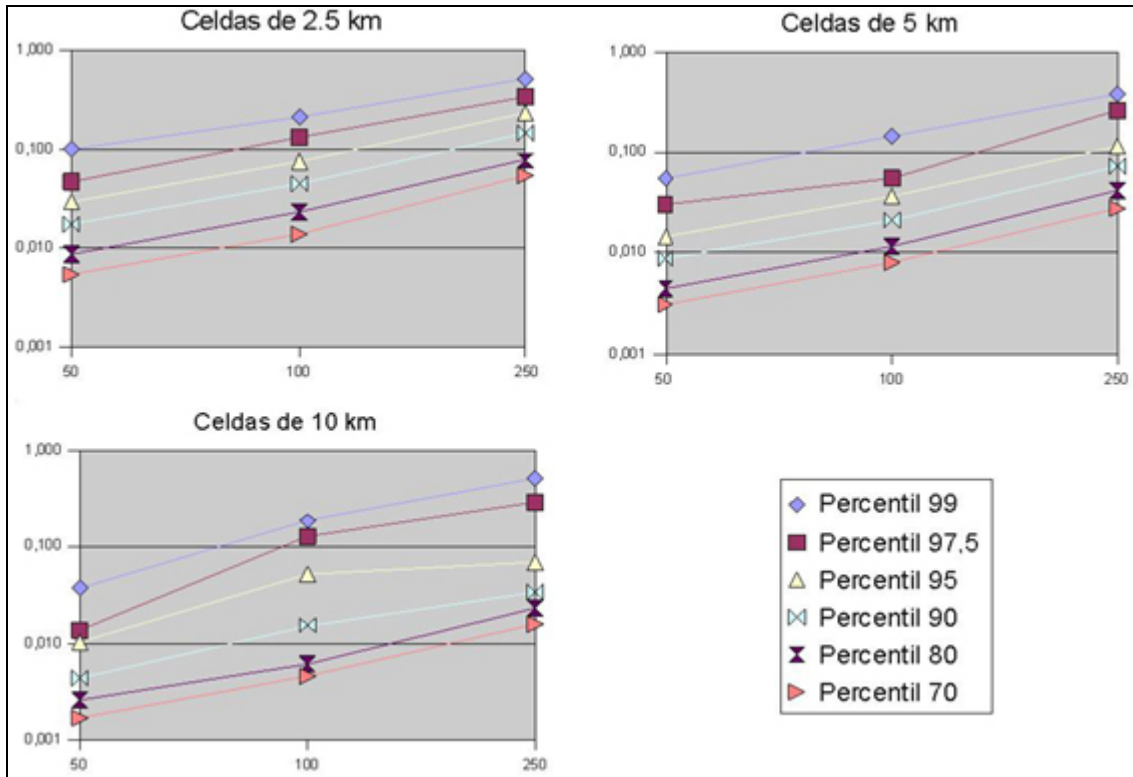 Celdas de 2.5 km
1,000
0,100
0,010
0,001
50
100
250
Celdas de 5 km
1,000
0,100
0,010
0,001
50
100
250
Celdas de 10 km
1,000
0,100
0,010
0,001
50
100
250
Percentil 99
Percentil 97,5
Percentil 95
Percentil 90
Percentil 80
Percentil 70